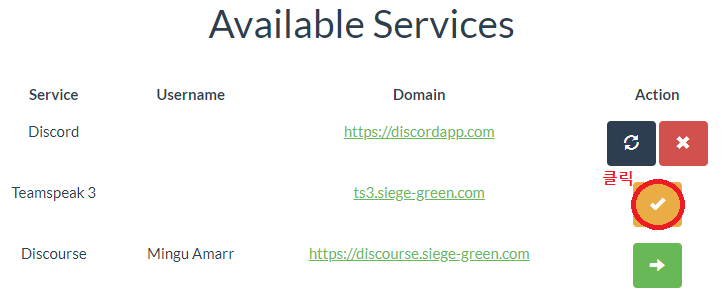 Available Services
Service Username Domain Action
Discord https://discordapp.com
클릭
Teamspeak 3 ts3.siege-green.com
Discourse Mingu Amarr https://discourse.siege-green.com